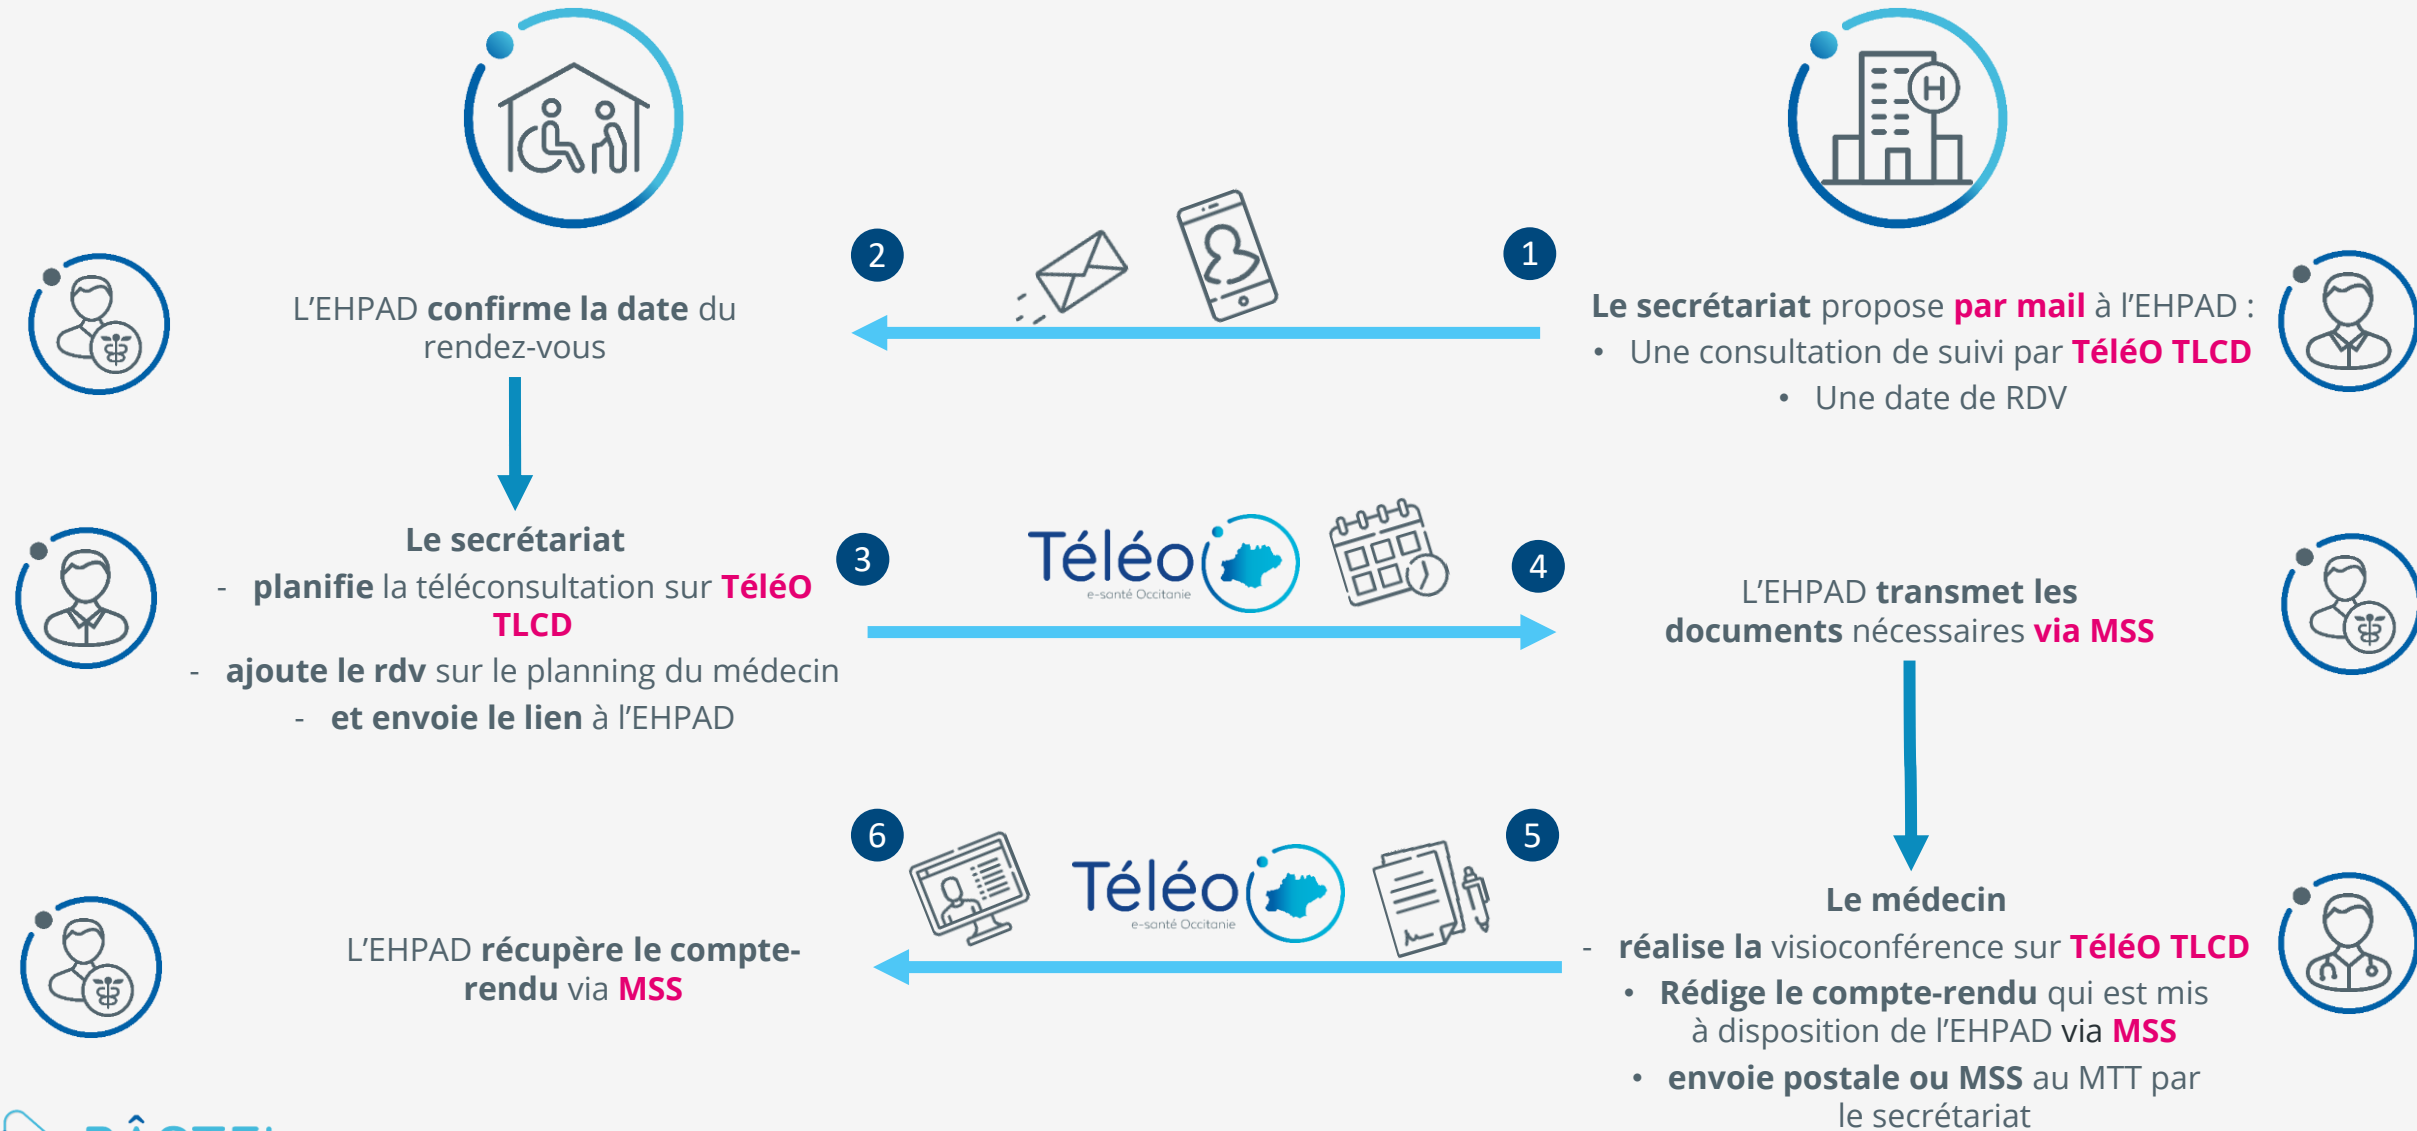 H
1
Le secrétariat propose par mail à l’EHPAD :
• Une consultation de suivi par TéléO TLCD
• Une date de RDV
2
L’EHPAD confirme la date du
rendez-vous
Le secrétariat
- planifie la téléconsultation sur TéléO
TLCD
- ajoute le rdv sur le planning du médecin
- et envoie le lien à l’EHPAD
3
Téléo
e-santé Occitanie
4
L’EHPAD transmet les
documents nécessaires via MSS
Le médecin
- réalise la visioconférence sur TéléO TLCD
• Rédige le compte-rendu qui est mis
à disposition de l’EHPAD via MSS
• envoie postale ou MSS au MTT par
le secrétariat
5
Téléo
e-santé Occitanie
6
L’EHPAD récupère le compte-
rendu via MSS